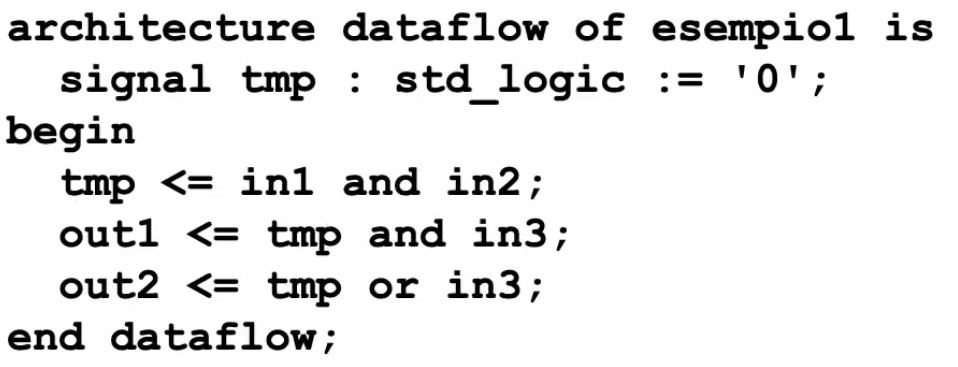 architecture dataflow of esempio1 is
signal tmp : std_logic := '0';
begin
tmp <= in1 and in2;
out1 <= tmp and in3;
out2 <= tmp or in3;
end dataflow;